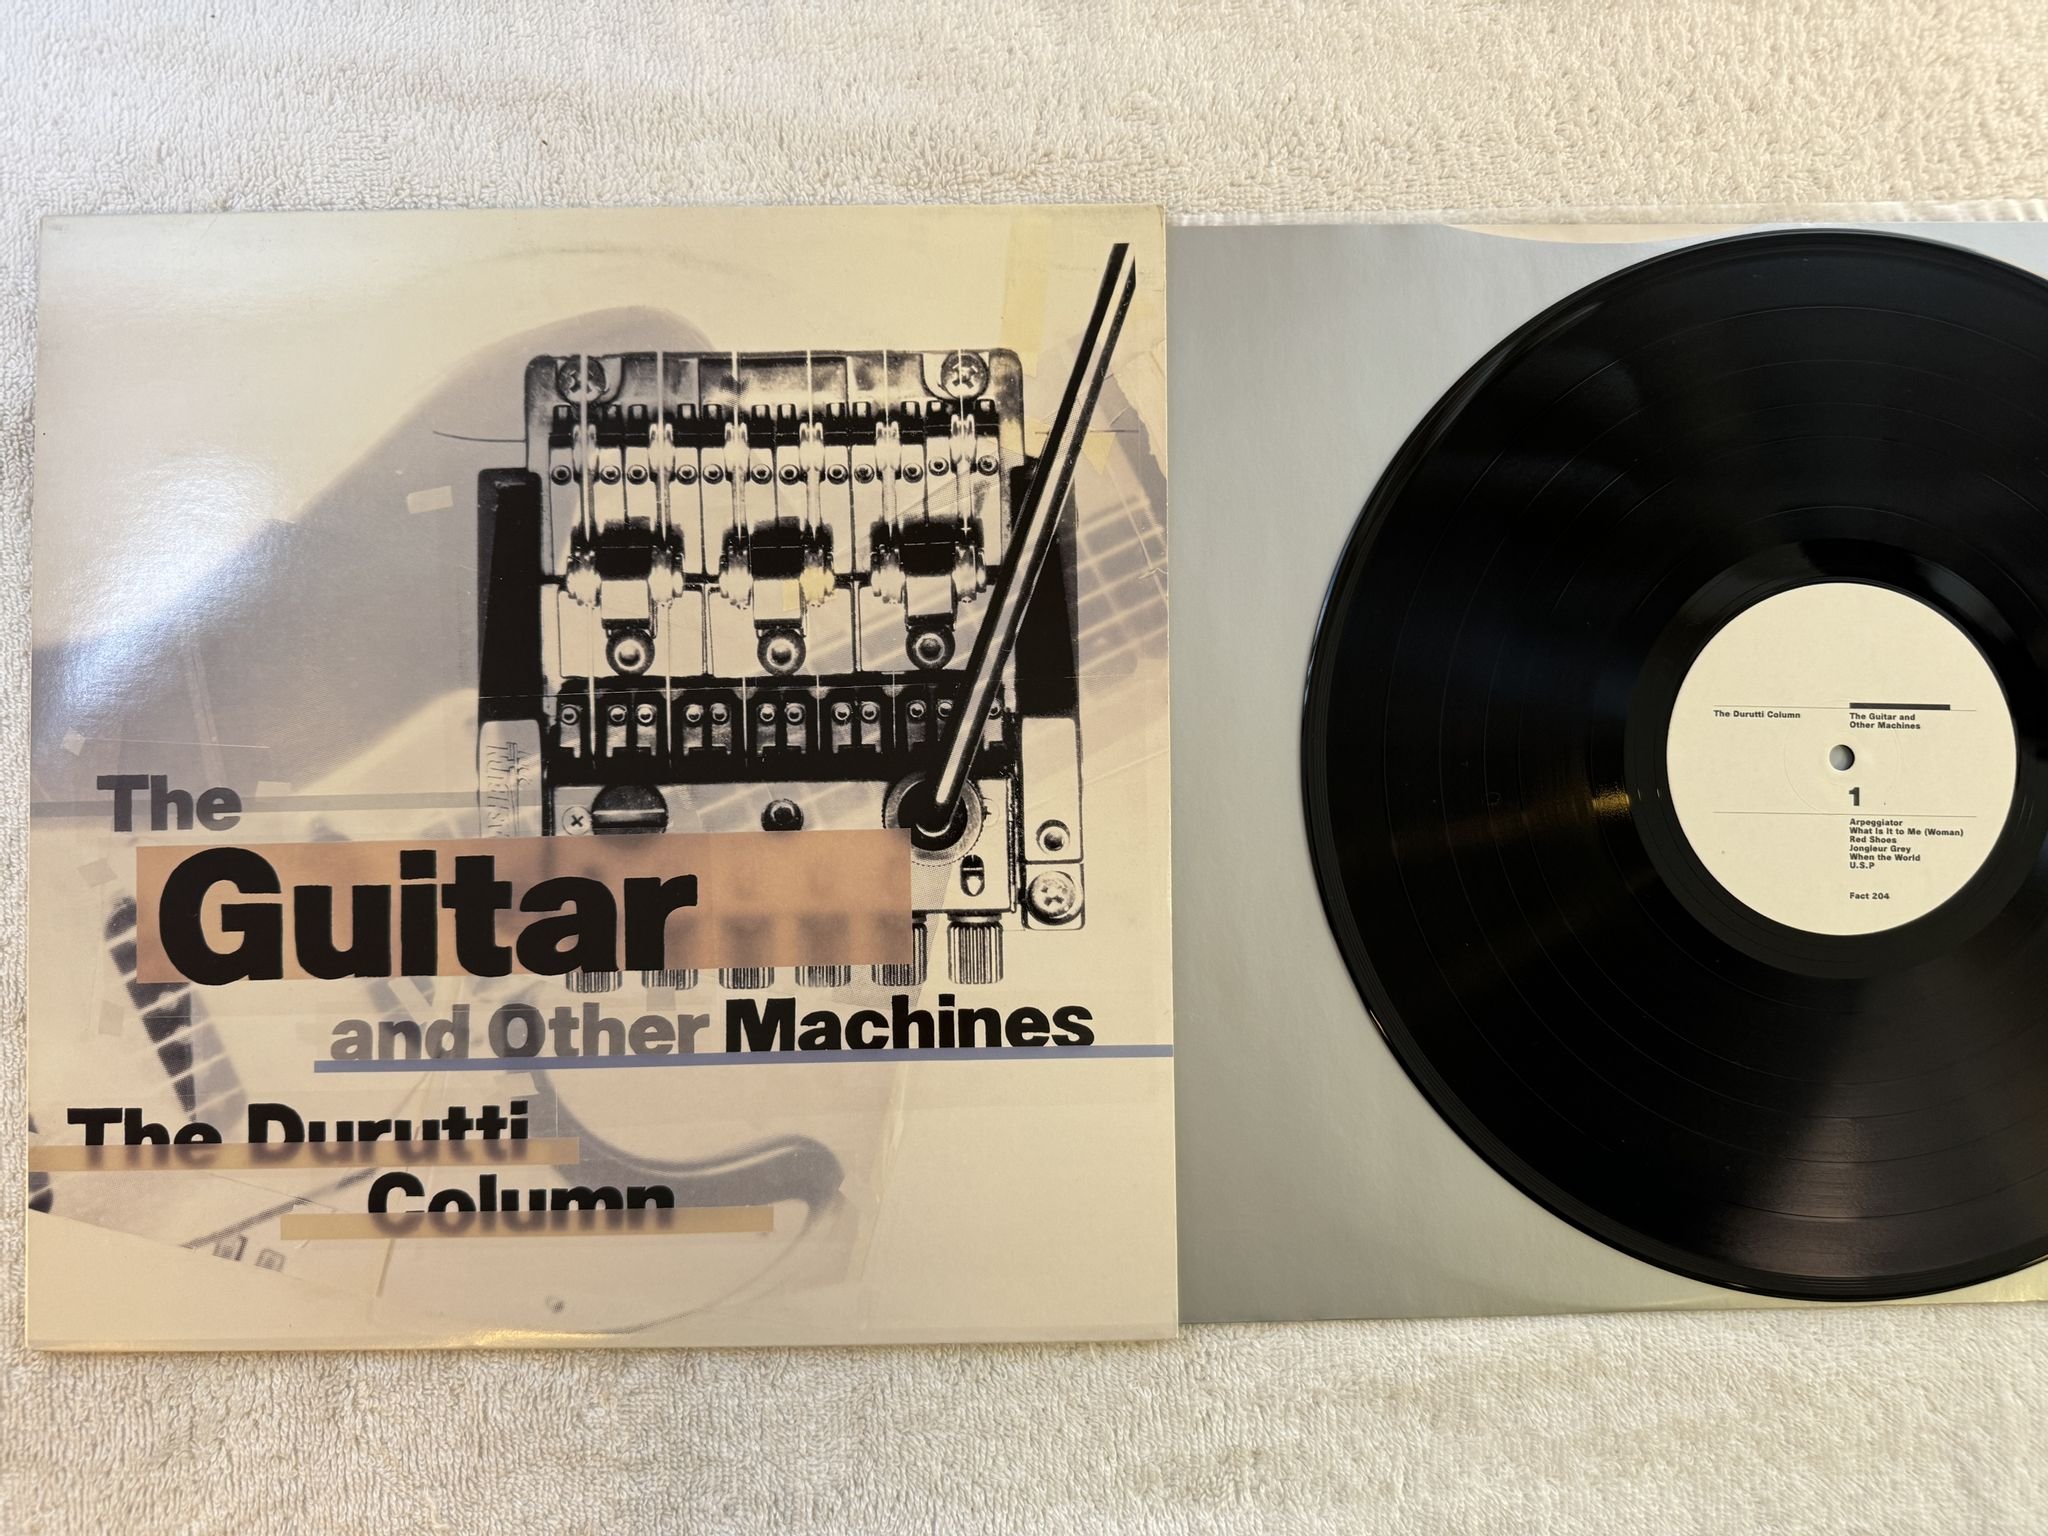 The
Guitar
and Other Machines
The Durutti
Column
The Durutti Column
The Guitar and
Other Machines
1
Arpeggiator
What Is It to Me (Woman)
Red Shoes
Jongleur Grey
When the World
U.S.P
Fact 204